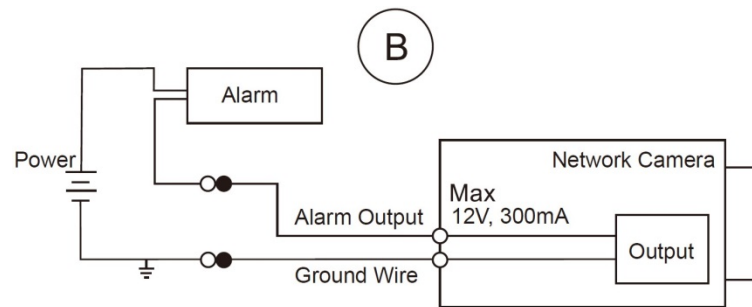 B
Alarm
Power
Network Camera
Max
12V, 300mA
Alarm Output
Output
Ground Wire